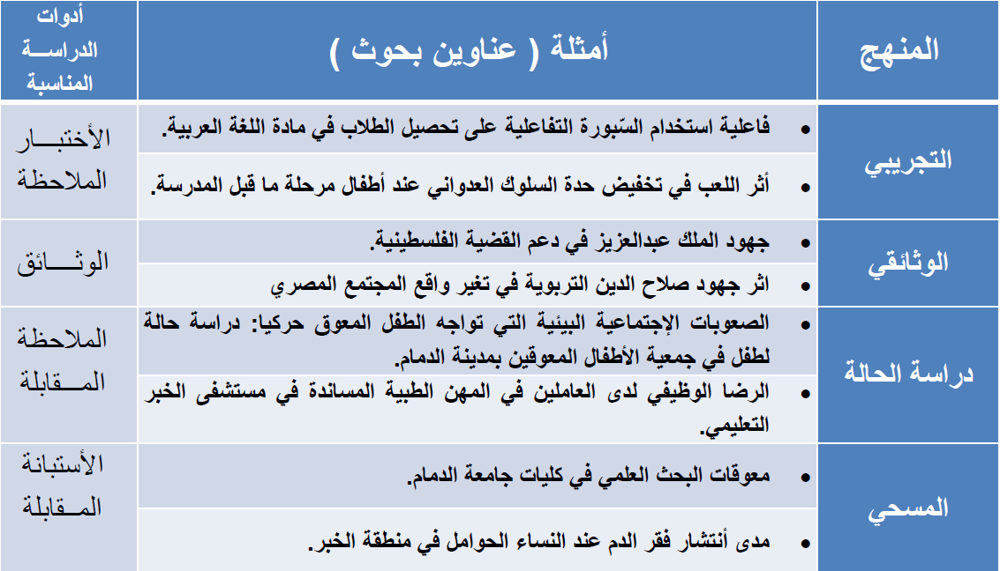 المنهج
أمثلة ( عناوين بحوث )
أدوات
الدراســـة
المناسبة
التجريبي
• فاعلية استخدام السّبورة التفاعلية على تحصيل الطلاب في مادة اللغة العربية.
• أثر اللعب في تخفيض حدة السلوك العدواني عند أطفال مرحلة ما قبل المدرسة.
الأختبـــار
الملاحظة
الوثائقي
• جهود الملك عبدالعزيز في دعم القضية الفلسطينية.
• اثر جهود صلاح الدين التربوية في تغير واقع المجتمع المصري
الوثـــائق
دراسة الحالة
• الصعوبات الإجتماعية البيئية التي تواجه الطفل المعوق حركيا: دراسة حالة
لطفل في جمعية الأطفال المعوقين بمدينة الدمام.
• الرضا الوظيفي لدى العاملين في المهن الطبية المساندة في مستشفى الخبر
التعليمي.
الملاحظة
المـــقابلة
المسحي
• معوقات البحث العلمي في كليات جامعة الدمام.
• مدى أنتشار فقر الدم عند النساء الحوامل في منطقة الخبر.
الأستبانة
المـــقابلة